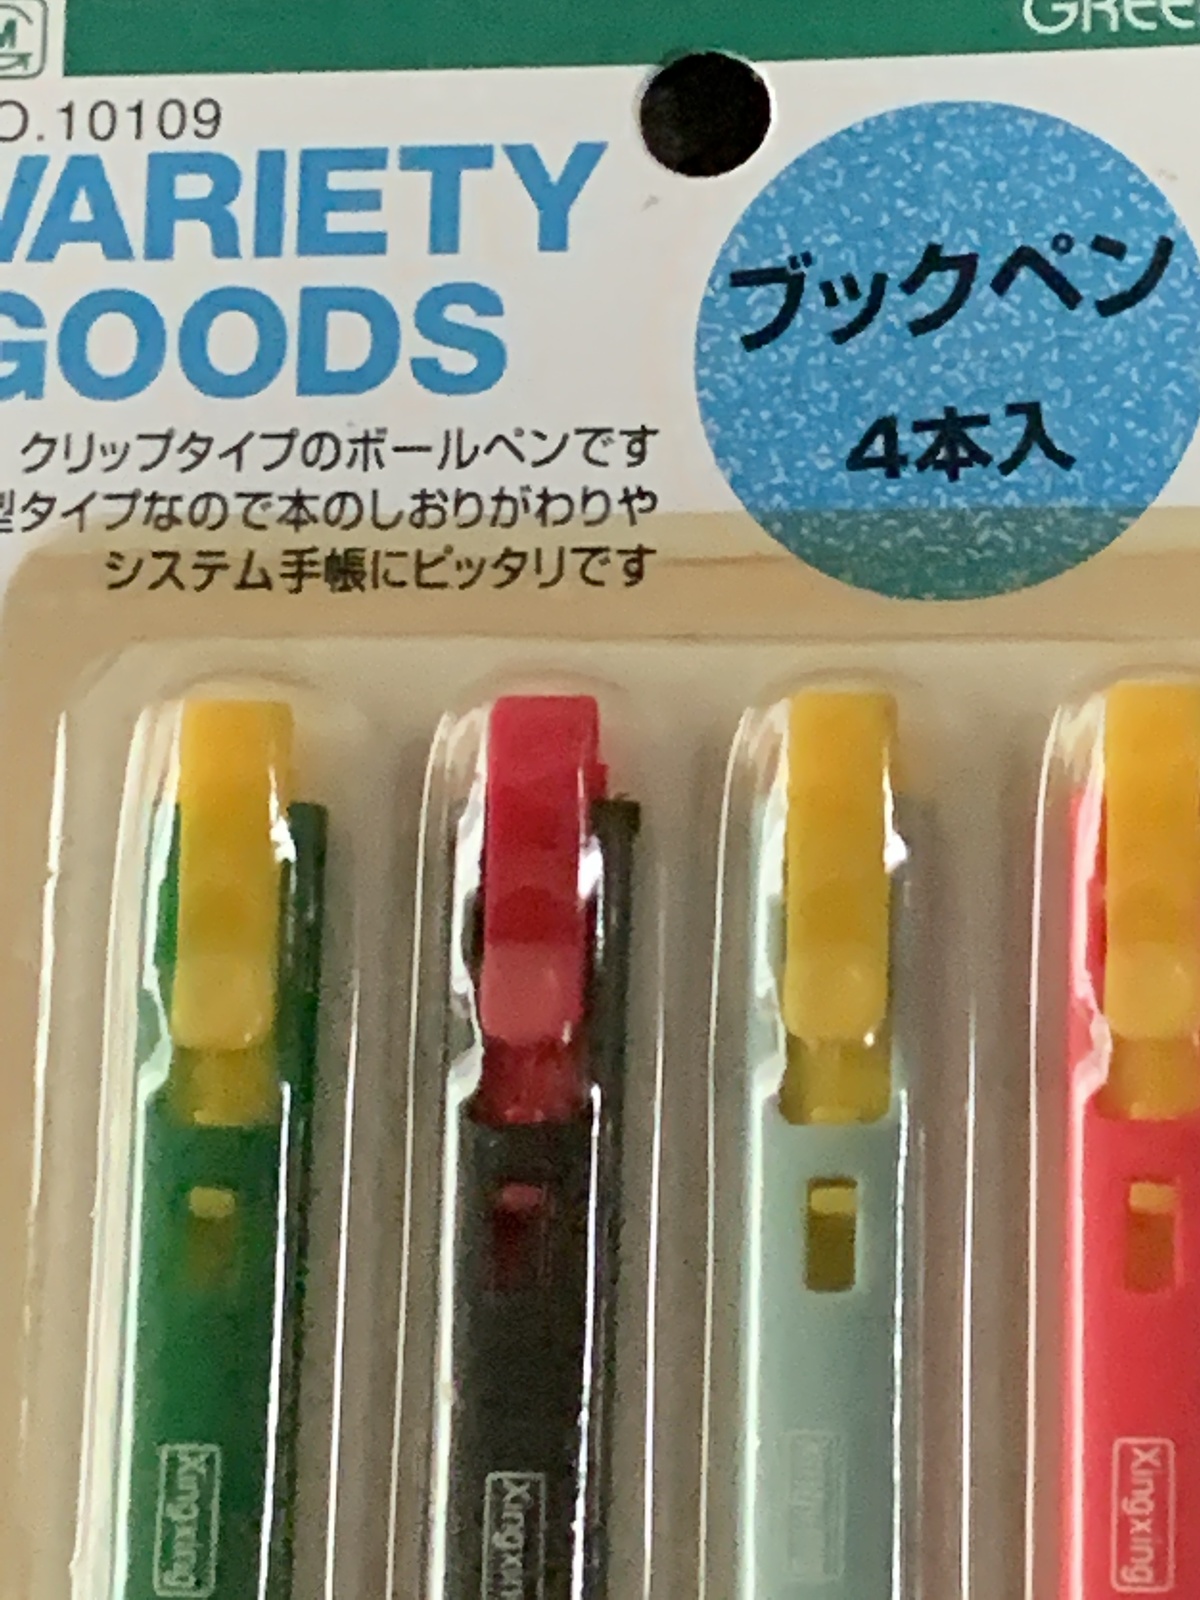 GREE
M
O.10109
VARIETY
GOODS
ブックペン
4本入
クリップタイプのボールペンです
型タイプなので本のしおりがわりや
システム手帳にピッタリです
Xingxing
Xingxin
Xingxing